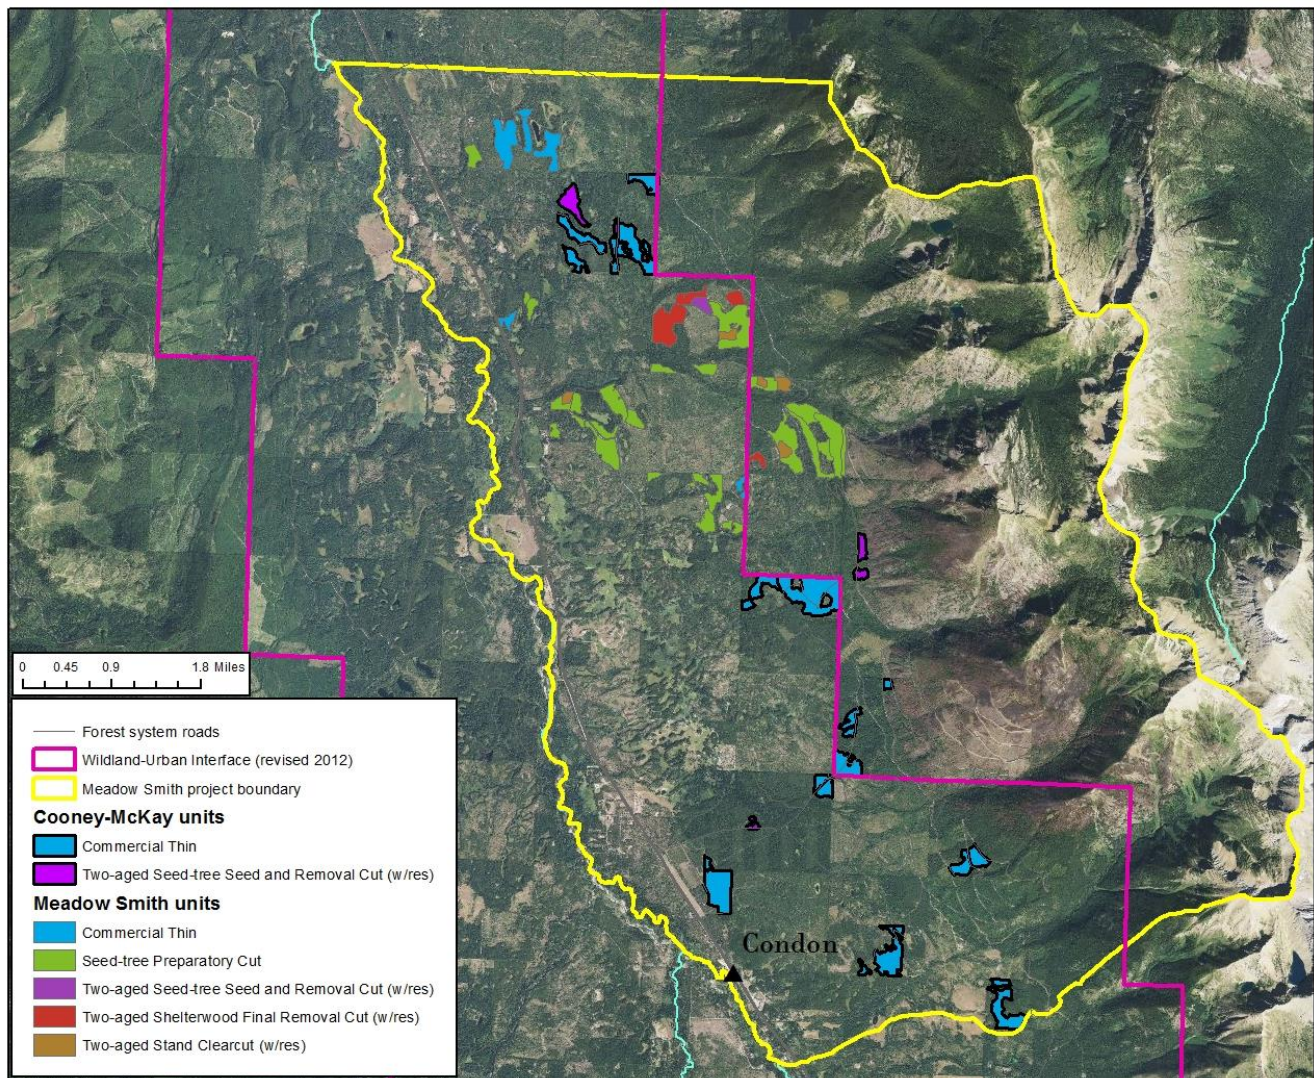 0 0.45 0.9 1.8 Miles
Forest system roads
Wildland-Urban Interface (revised 2012)
Meadow Smith project boundary
Cooney-McKay units
Commercial Thin
Two-aged Seed-tree Seed and Removal Cut (w/res)
Meadow Smith units
Commercial Thin
Seed-tree Preparatory Cut
Two-aged Seed-tree Seed and Removal Cut (w/res)
Two-aged Shelterwood Final Removal Cut (w/res)
Two-aged Stand Clearcut (w/res)
Condon